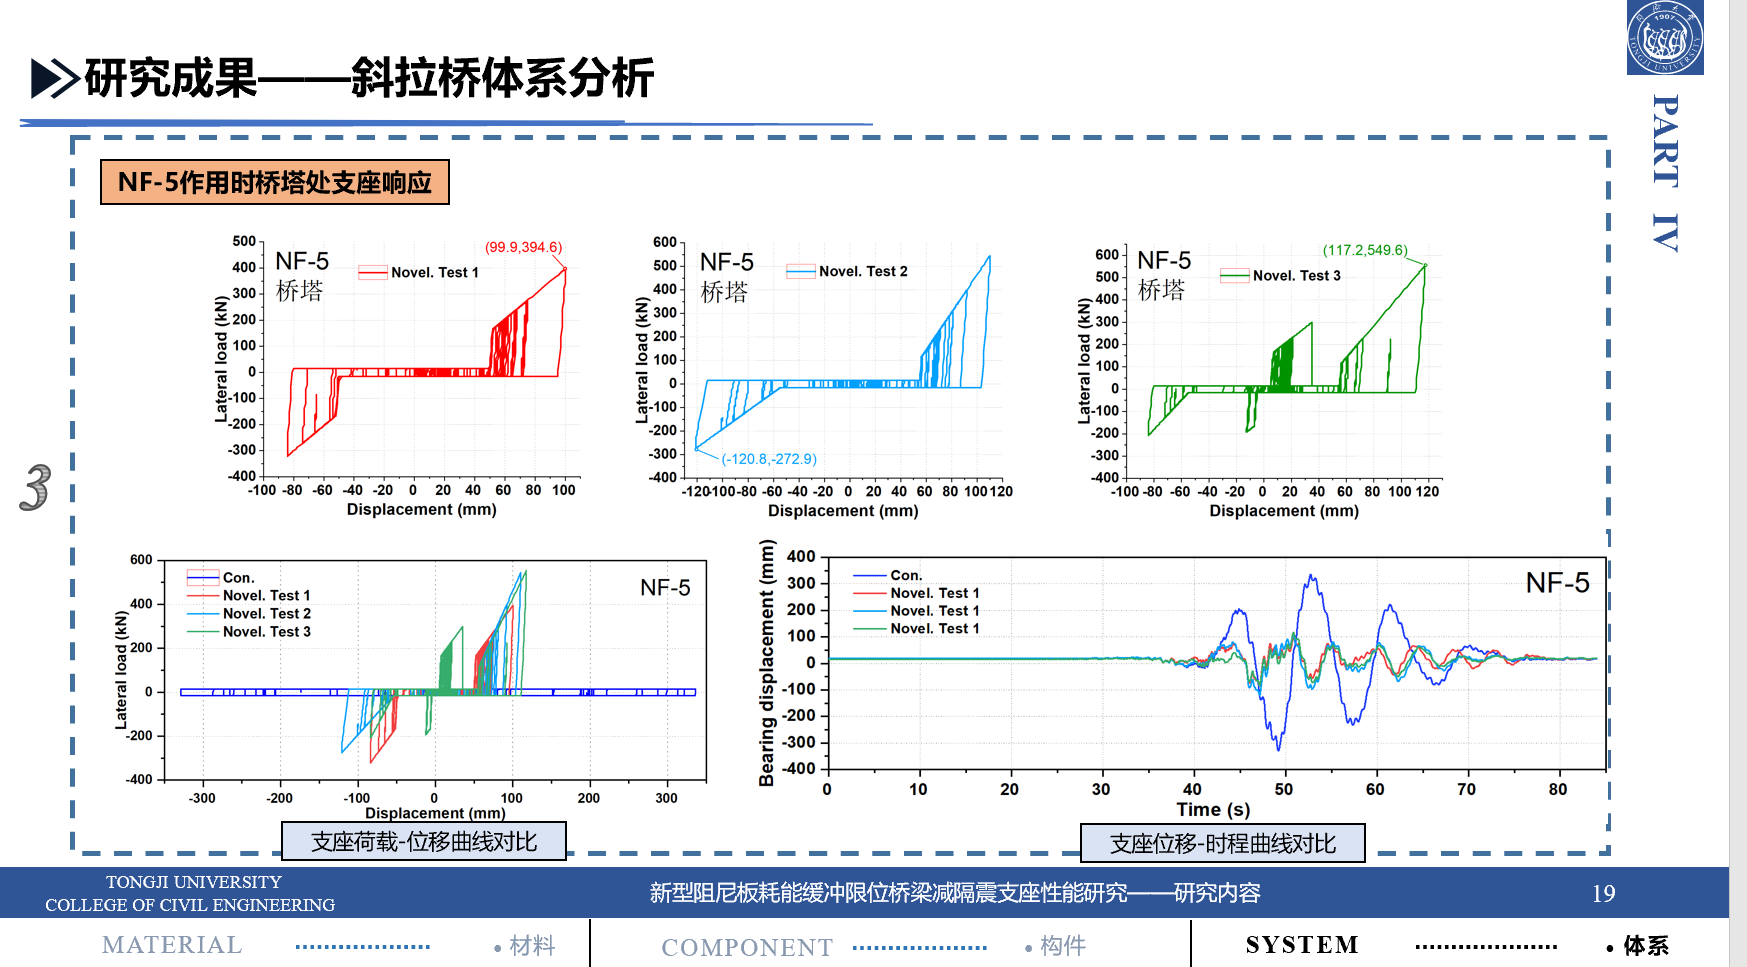 研究成果——斜拉桥体系分析
PART IV
NF-5作用时桥塔处支座响应
3
NF-5
桥塔
Novel. Test 1
(99.9,394.6)
500
400
300
200
100
0
-100
-200
-300
-400
-100 -80 -60 -40 -20 0 20 40 60 80 100
Lateral load (kN)
Displacement (mm)
NF-5
桥塔
Novel. Test 2
(-120.8,-272.9)
600
500
400
300
200
100
0
-100
-200
-300
-400
-120 -100 -80 -60 -40 -20 0 20 40 60 80 100 120
Lateral load (kN)
Displacement (mm)
NF-5
桥塔
Novel. Test 3
(117.2,549.6)
600
500
400
300
200
100
0
-100
-200
-300
-400
-100 -80 -60 -40 -20 0 20 40 60 80 100 120
Lateral load (kN)
Displacement (mm)
Con.
Novel. Test 1
Novel. Test 2
Novel. Test 3
NF-5
600
400
200
0
-200
-400
-300 -200 -100 0 100 200 300
Lateral load (kN)
Displacement (mm)
支座荷载-位移曲线对比
Con.
Novel. Test 1
Novel. Test 1
Novel. Test 1
NF-5
400
300
200
100
0
-100
-200
-300
-400
0 10 20 30 40 50 60 70 80
Bearing displacement (mm)
Time (s)
支座位移-时程曲线对比
TONGJI UNIVERSITY
COLLEGE OF CIVIL ENGINEERING
新型阻尼板耗能缓冲限位桥梁减隔震支座性能研究——研究内容
19
MATERIAL • 材料
COMPONENT • 构件
SYSTEM • 体系